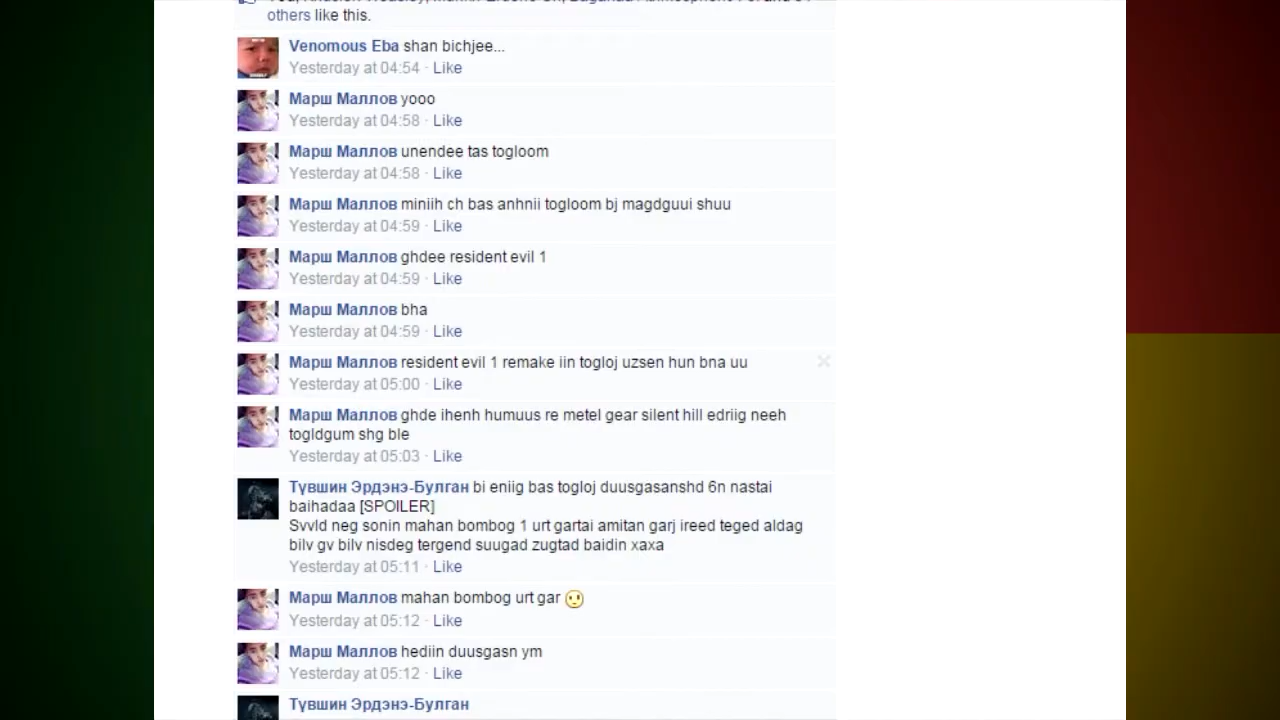 others like this.
Venomous Eba shan bichjee...
Yesterday at 04:54 · Like
Марш Маллов yooo
Yesterday at 04:58 · Like
Марш Маллов unendee tas togloom
Yesterday at 04:58 · Like
Марш Маллов miniih ch bas anhnii togloom bj magdguui shuu
Yesterday at 04:59 · Like
Марш Маллов ghdee resident evil 1
Yesterday at 04:59 · Like
Марш Маллов bha
Yesterday at 04:59 · Like
Марш Маллов resident evil 1 remake iin togloj uzsen hun bna uu
Yesterday at 05:00 · Like
Марш Маллов ghde ihenh humuus re metel gear silent hill edriig neeh
togldgum shg ble
Yesterday at 05:03 · Like
Түвшин Эрдэнэ-Булган bi eniig bas togloj duusgasanshd 6n nastai
baihadaa [SPOILER]
Svvld neg sonin mahan bombog 1 urt gartai amitan garj ireed teged aldag
bilv gv bilv nisdeg tergend suugad zugtad baidin xaxa
Yesterday at 05:11 · Like
Марш Маллов mahan bombog urt gar
Yesterday at 05:12 · Like
Марш Маллов hediin duusgasn ym
Yesterday at 05:12 · Like
Түвшин Эрдэнэ-Булган